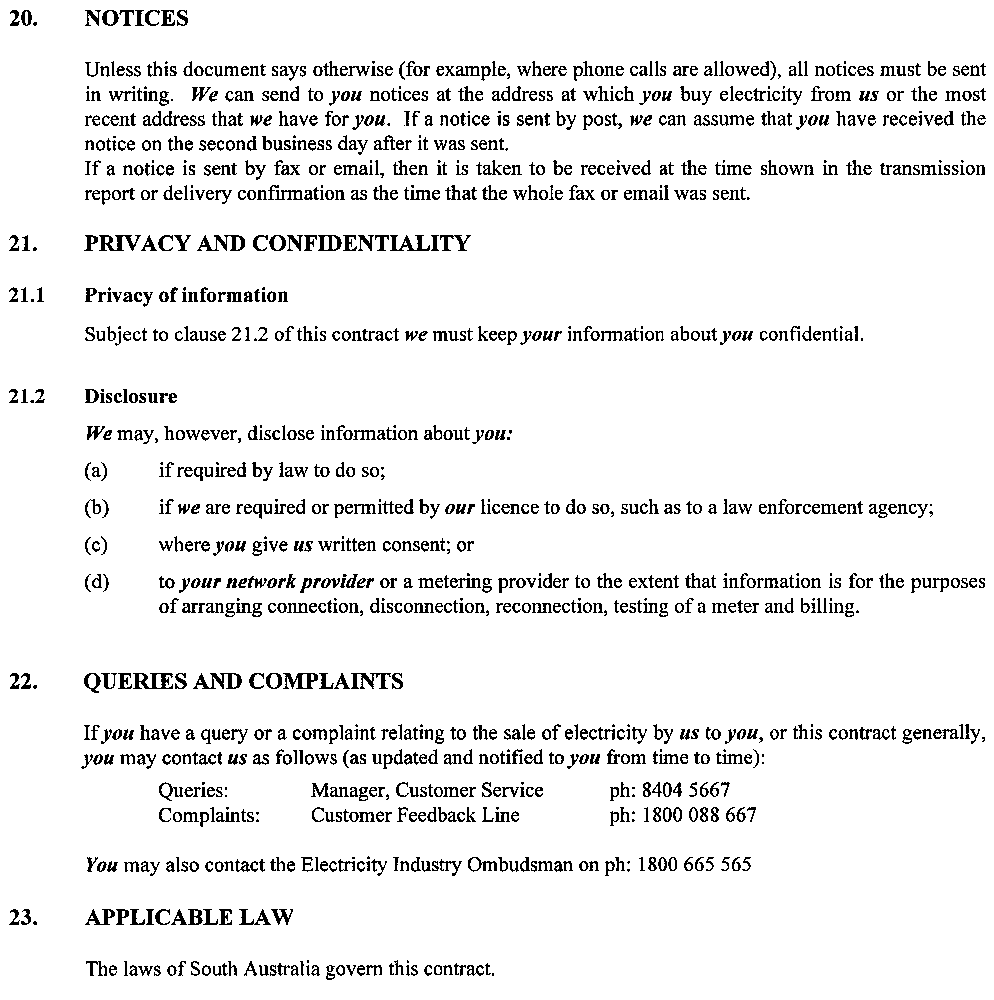 20. NOTICES
Unless this document says otherwise (for example, where phone calls are allowed), all notices must be sent
in writing. We can send to you notices at the address at which you buy electricity from us or the most
recent address that we have for you. If a notice is sent by post, we can assume that you have received the
notice on the second business day after it was sent.
If a notice is sent by fax or email, then it is taken to be received at the time shown in the transmission
report or delivery confirmation as the time that the whole fax or email was sent.
21. PRIVACY AND CONFIDENTIALITY
21.1 Privacy of information
Subject to clause 21.2 of this contract we must keep your information about you confidential.
21.2 Disclosure
We may, however, disclose information about you:
(a) if required by law to do so;
(b) if we are required or permitted by our licence to do so, such as to a law enforcement agency;
(c) where you give us written consent; or
(d) to your network provider or a metering provider to the extent that information is for the purposes
of arranging connection, disconnection, reconnection, testing of a meter and billing.
22. QUERIES AND COMPLAINTS
If you have a query or a complaint relating to the sale of electricity by us to you, or this contract generally,
you may contact us as follows (as updated and notified to you from time to time):
Queries: Manager, Customer Service ph: 8404 5667
Complaints: Customer Feedback Line ph: 1800 088 667
You may also contact the Electricity Industry Ombudsman on ph: 1800 665 565
23. APPLICABLE LAW
The laws of South Australia govern this contract.